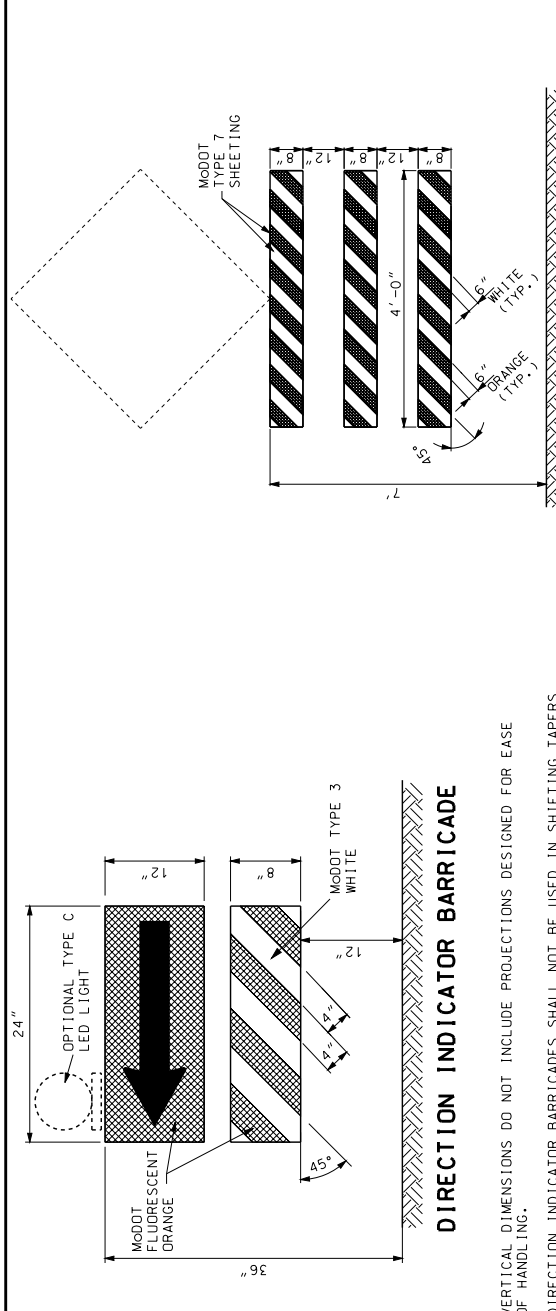 24"
OPTIONAL TYPE C
LED LIGHT
12"
MoDOT
FLUORESCENT
ORANGE
36"
8"
MoDOT TYPE 3
WHITE
12"
4"
4"
45°
DIRECTION INDICATOR BARRICADE
VERTICAL DIMENSIONS DO NOT INCLUDE PROJECTIONS DESIGNED FOR EASE
OF HANDLING.
DIRECTION INDICATOR BARRICADES SHALL NOT BE USED IN SHIFTING TAPERS
MoDOT
TYPE 7
SHEETING
8"
12"
8"
12"
8"
4'-0"
7'
45°
6"
ORANGE
(TYP.)
6"
WHITE
(TYP.)